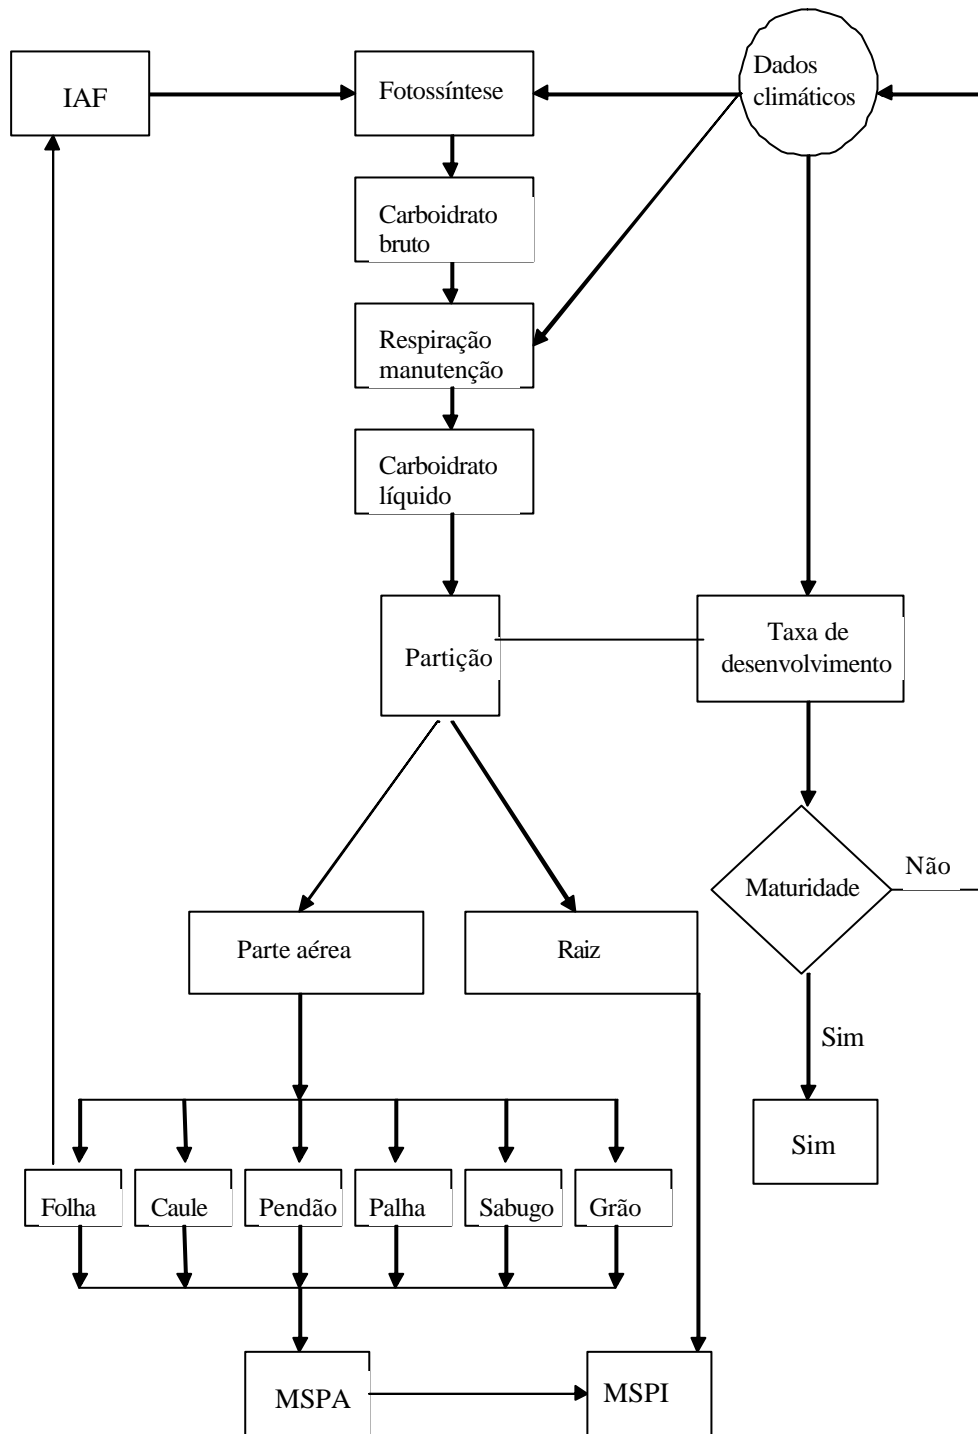 IAF
Fotossíntese
Dados
climáticos
Carboidrato
bruto
Respiração
manutenção
Carboidrato
líquido
Partição
Taxa de
desenvolvimento
Maturidade
Não
Parte aérea
Raiz
Sim
Sim
Folha
Caule
Pendão
Palha
Sabugo
Grão
MSPA
MSPI